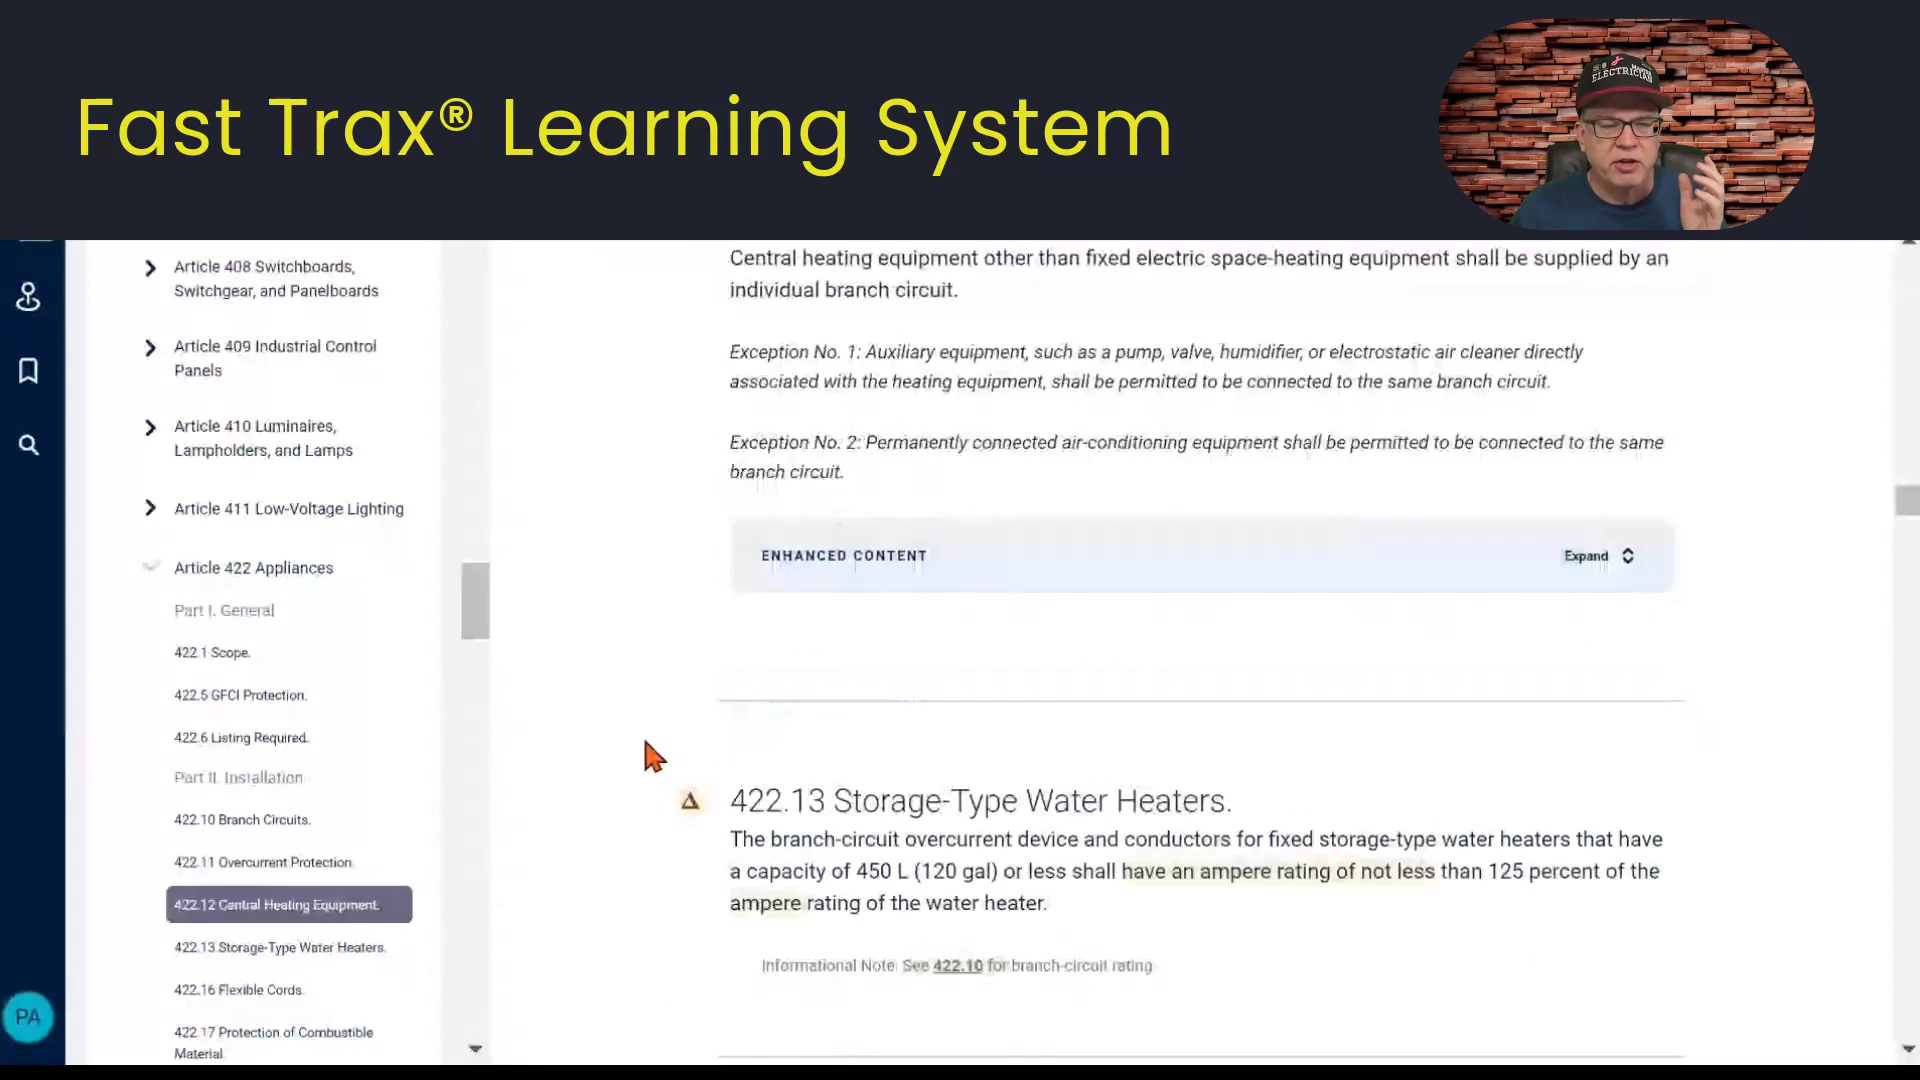 Fast Trax® Learning System
ELECTRICIAN
Article 408 Switchboards,
Switchgear, and Panelboards
Article 409 Industrial Control
Panels
Article 410 Luminaires,
Lampholders, and Lamps
Article 411 Low-Voltage Lighting
Article 422 Appliances
Part I. General
422.1 Scope.
422.5 GFCI Protection.
422.6 Listing Required.
Part II. Installation
422.10 Branch Circuits.
422.11 Overcurrent Protection.
422.12 Central Heating Equipment.
422.13 Storage-Type Water Heaters.
422.16 Flexible Cords.
422.17 Protection of Combustible
Material.
PA
Central heating equipment other than fixed electric space-heating equipment shall be supplied by an
individual branch circuit.
Exception No. 1: Auxiliary equipment, such as a pump, valve, humidifier, or electrostatic air cleaner directly
associated with the heating equipment, shall be permitted to be connected to the same branch circuit.
Exception No. 2: Permanently connected air-conditioning equipment shall be permitted to be connected to the same
branch circuit.
ENHANCED CONTENT
Expand
Δ 422.13 Storage-Type Water Heaters.
The branch-circuit overcurrent device and conductors for fixed storage-type water heaters that have
a capacity of 450 L (120 gal) or less shall have an ampere rating of not less than 125 percent of the
ampere rating of the water heater.
Informational Note: See 422.10 for branch-circuit rating